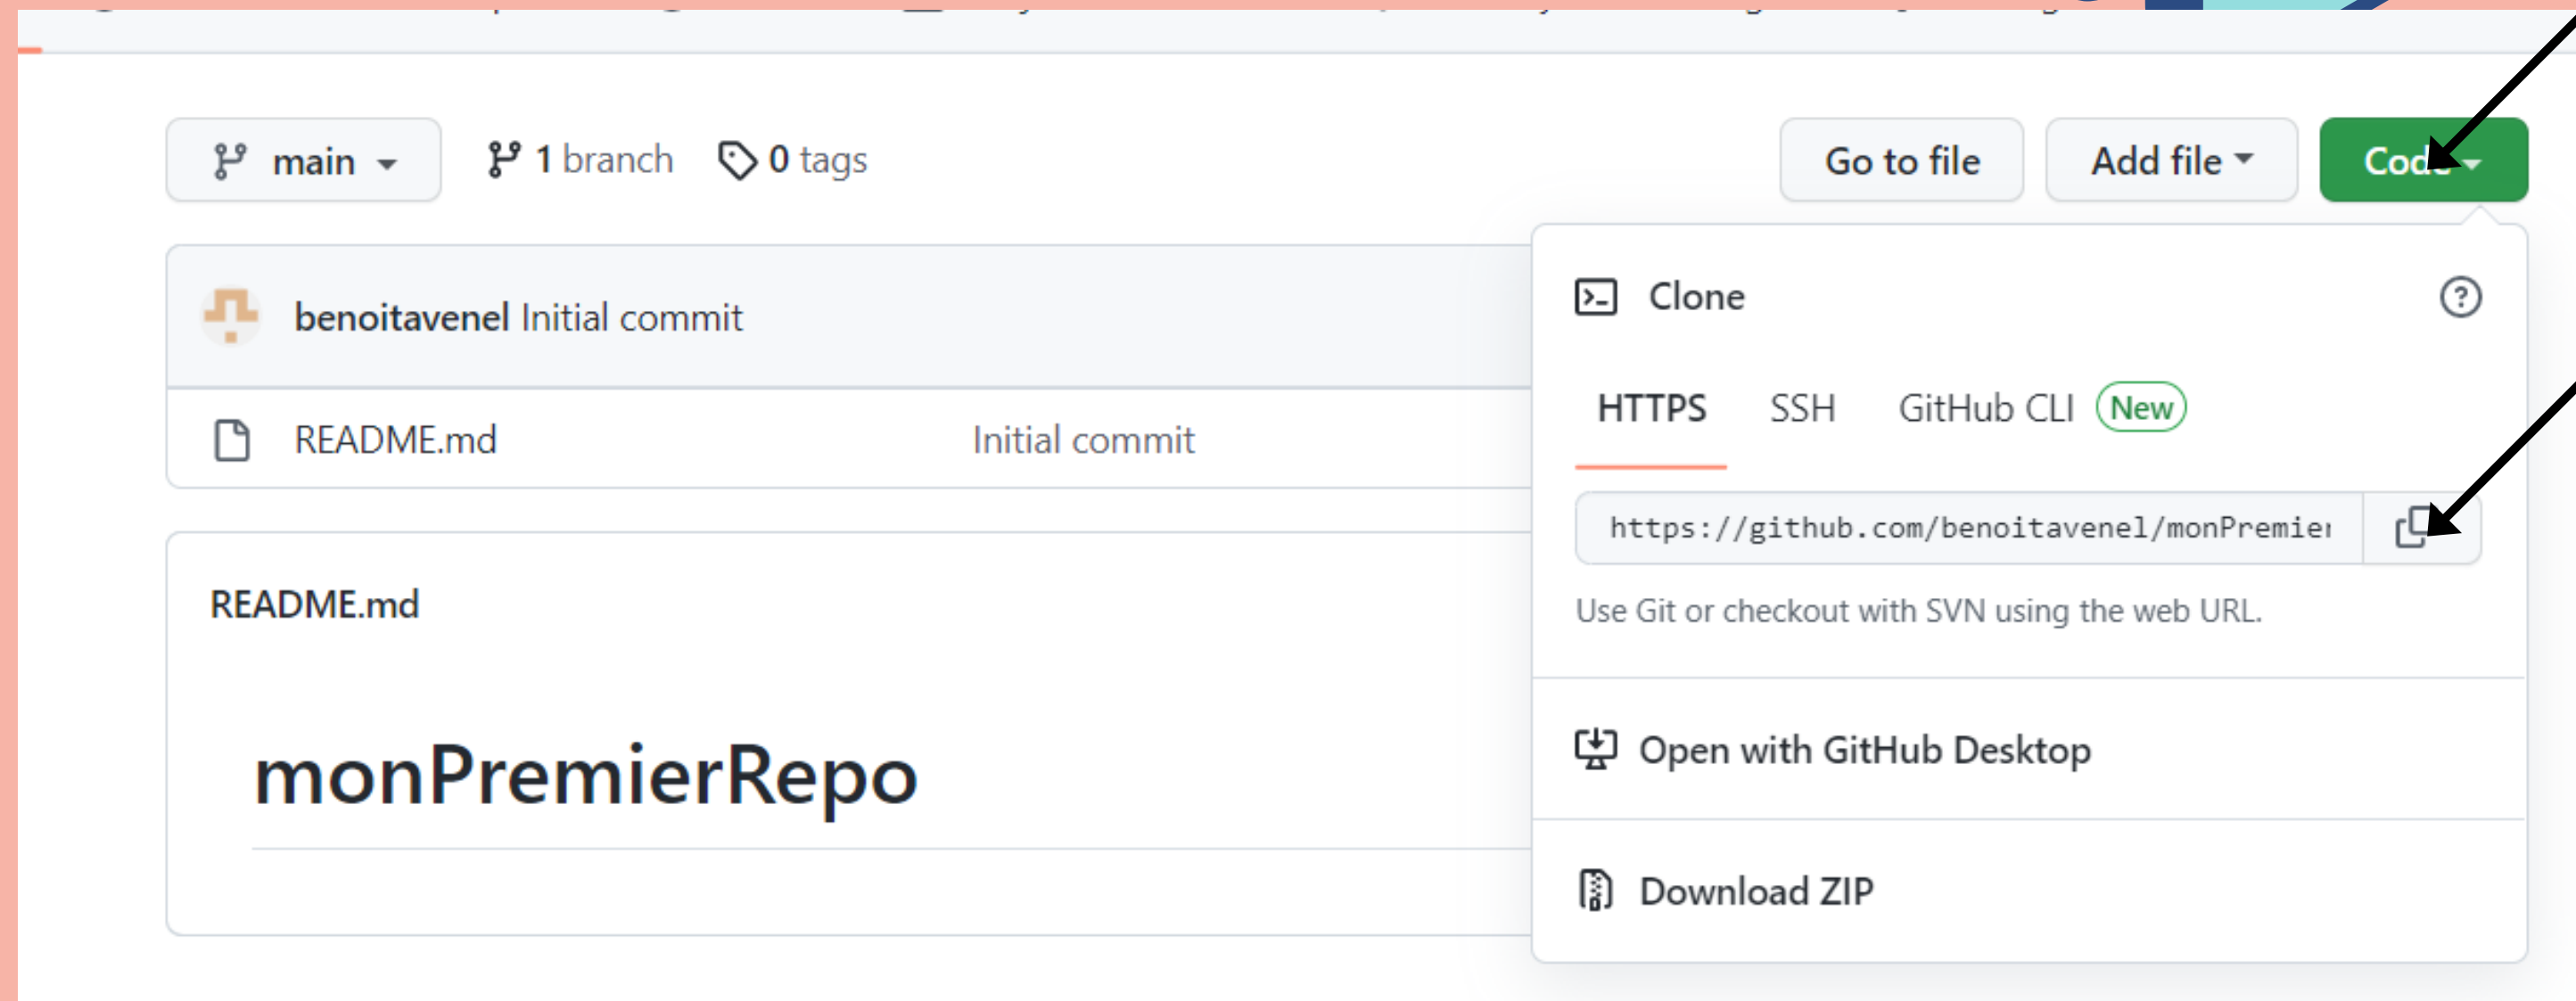 main
1 branch
0 tags
Go to file
Add file
Code
benoitavenel Initial commit
README.md Initial commit
README.md
monPremierRepo
Clone
HTTPS SSH GitHub CLI New
https://github.com/benoitavenel/monPremier
Use Git or checkout with SVN using the web URL.
Open with GitHub Desktop
Download ZIP